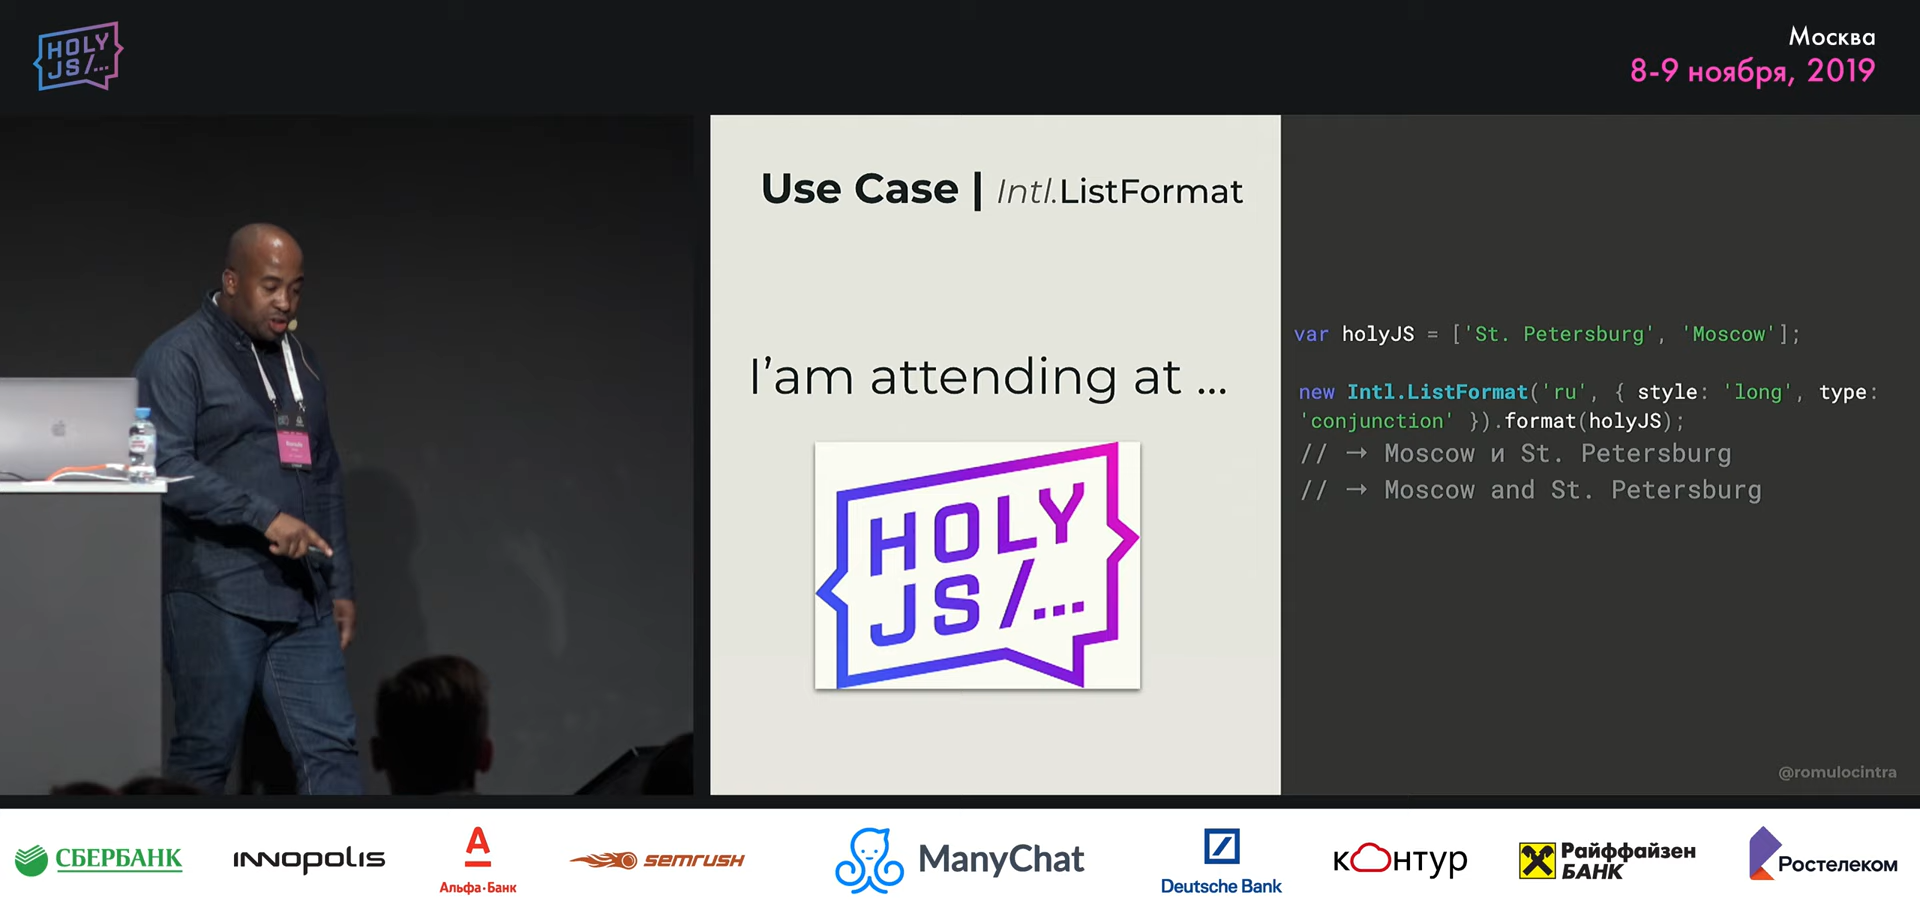 HOLY
JS/...
Москва
8-9 ноября, 2019
Use Case | Intl.ListFormat
I'am attending at ...
HOLY
JS/...
var holyJS = ['St. Petersburg', 'Moscow'];
new Intl.ListFormat('ru', { style: 'long', type:
'conjunction' }).format(holyJS);
// → Moscow и St. Petersburg
// → Moscow and St. Petersburg
@romulocintra
СБЕРБАНК
INNOPOLIS
Альфа·Банк
semrush
ManyChat
Deutsche Bank
кОнтур
Райффайзен
БАНК
Ростелеком